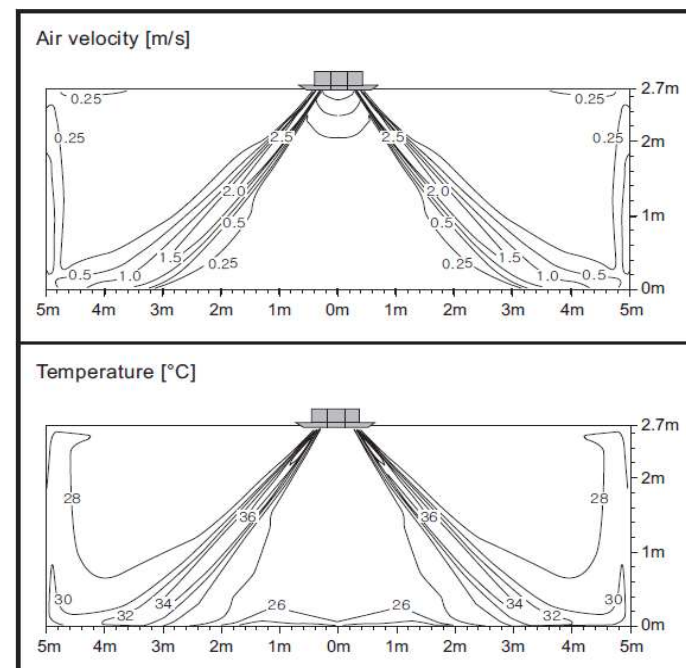 Air velocity [m/s]
0.25 0.25 2.7m
0.25 2.5 2.5 0.25 2m
2.0 2.0
0.5 0.5 1m
1.5 1.5
0.5 1.0 0.25 0.25 1.0 0.5 0m
5m 4m 3m 2m 1m 0m 1m 2m 3m 4m 5m
Temperature [°C]
2.7m
2m
28 36 36 28
1m
30 32 34 26 26 34 32 30
0m
5m 4m 3m 2m 1m 0m 1m 2m 3m 4m 5m